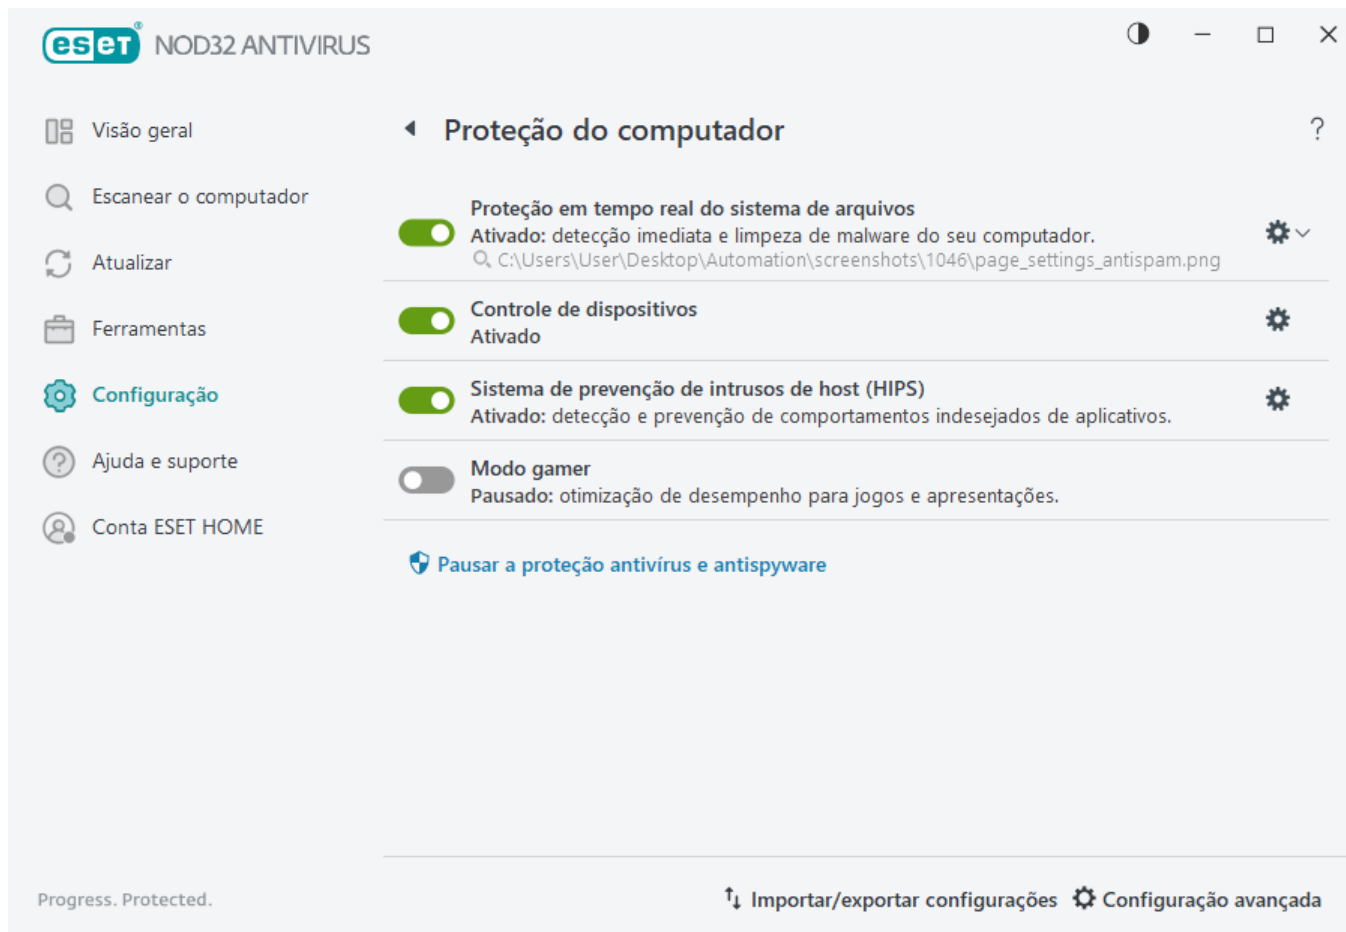 eset® NOD32 ANTIVIRUS
Visão geral
Escanear o computador
Atualizar
Ferramentas
Configuração
Ajuda e suporte
Conta ESET HOME
Proteção do computador
?
Proteção em tempo real do sistema de arquivos
Ativado: detecção imediata e limpeza de malware do seu computador.
C:\Users\User\Desktop\Automation\screenshots\1046\page_settings_antispam.png
Controle de dispositivos
Ativado
Sistema de prevenção de intrusos de host (HIPS)
Ativado: detecção e prevenção de comportamentos indesejados de aplicativos.
Modo gamer
Pausado: otimização de desempenho para jogos e apresentações.
Pausar a proteção antivírus e antispyware
Progress. Protected.
Importar/exportar configurações
Configuração avançada